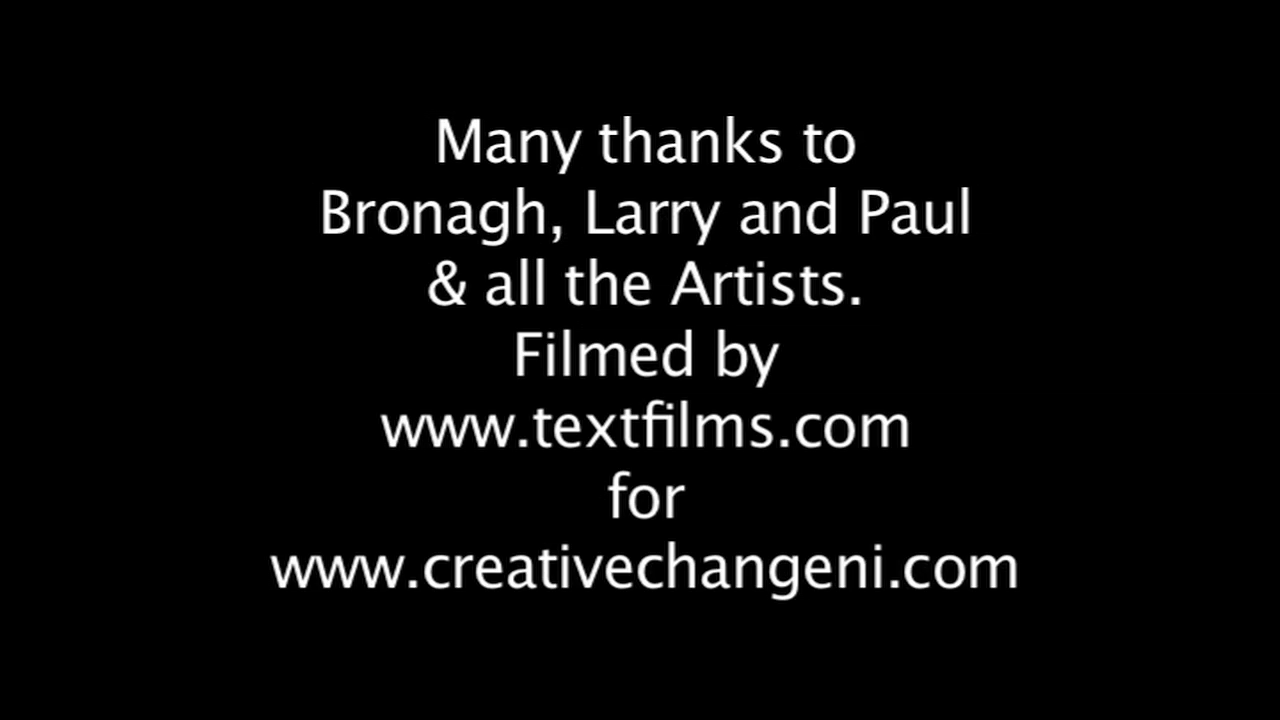 Many thanks to
Bronagh, Larry and Paul
& all the Artists.
Filmed by
www.textfilms.com
for
www.creativechangeni.com